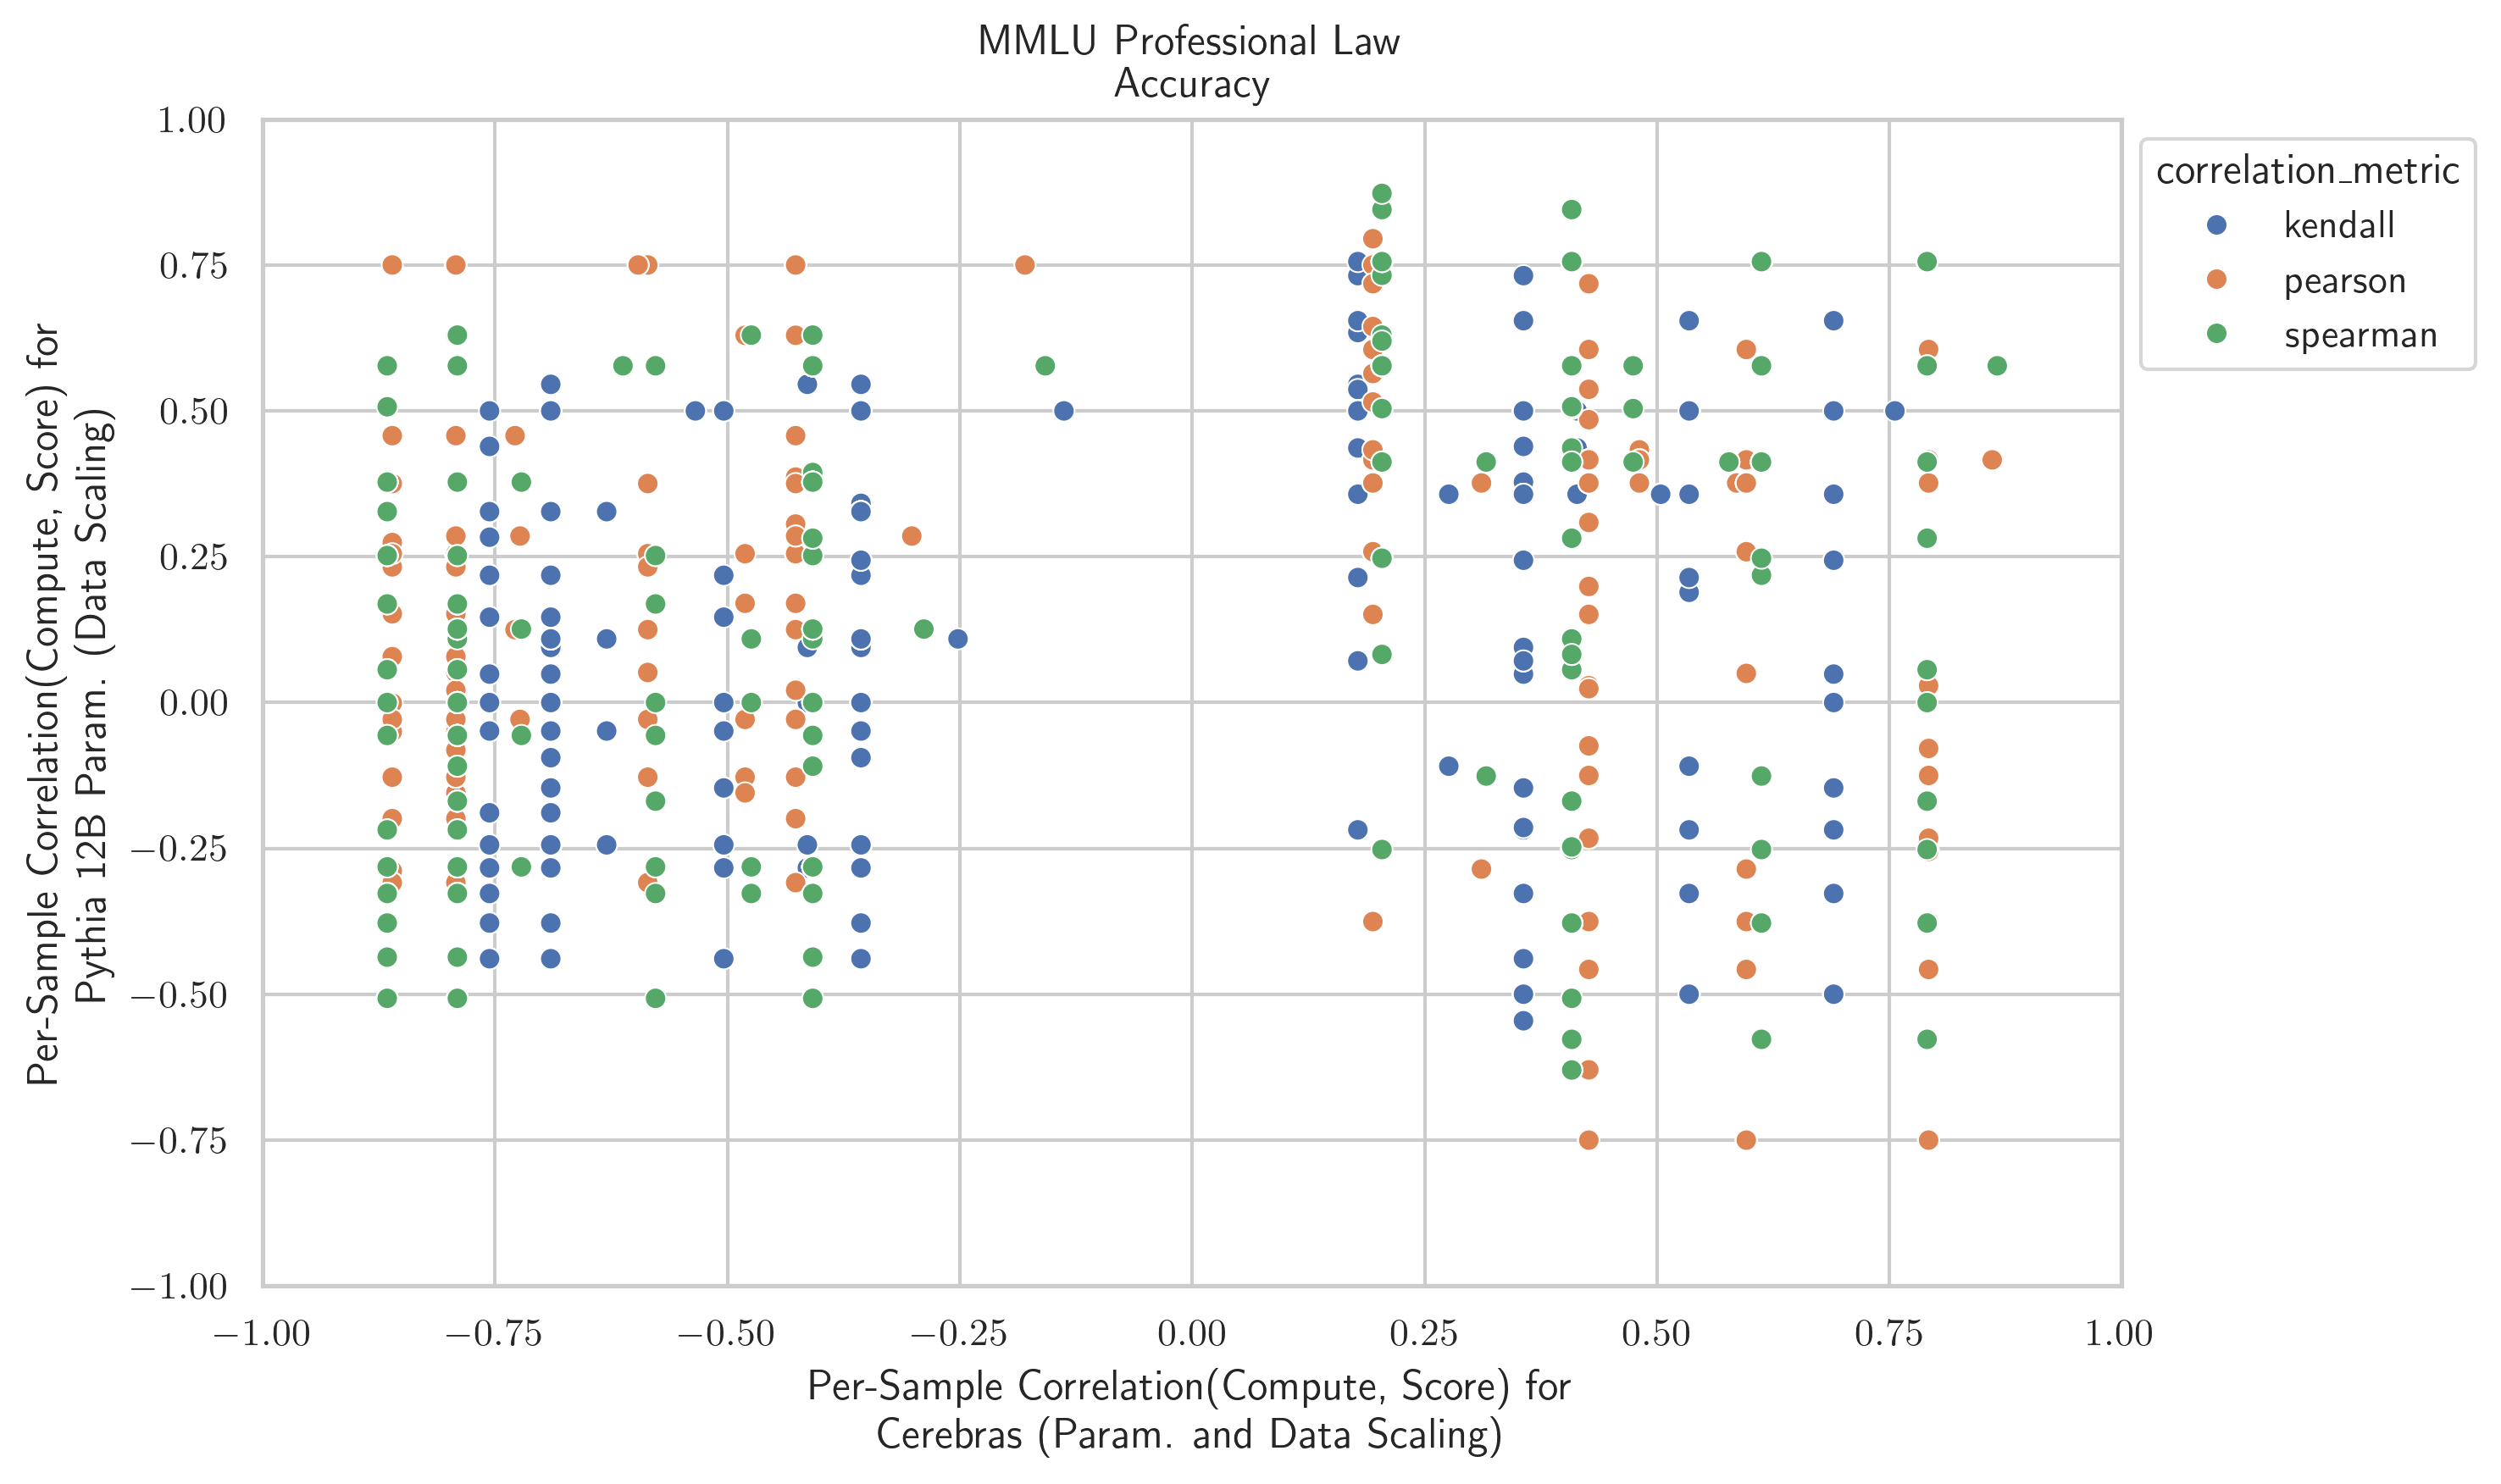 MMLU Professional Law
Accuracy
Per-Sample Correlation(Compute, Score) for
Pythia 12B Param. (Data Scaling)
1.00
0.75
0.50
0.25
0.00
−0.25
−0.50
−0.75
−1.00
−1.00
−0.75
−0.50
−0.25
0.00
0.25
0.50
0.75
1.00
Per-Sample Correlation(Compute, Score) for
Cerebras (Param. and Data Scaling)
correlation_metric
kendall
pearson
spearman